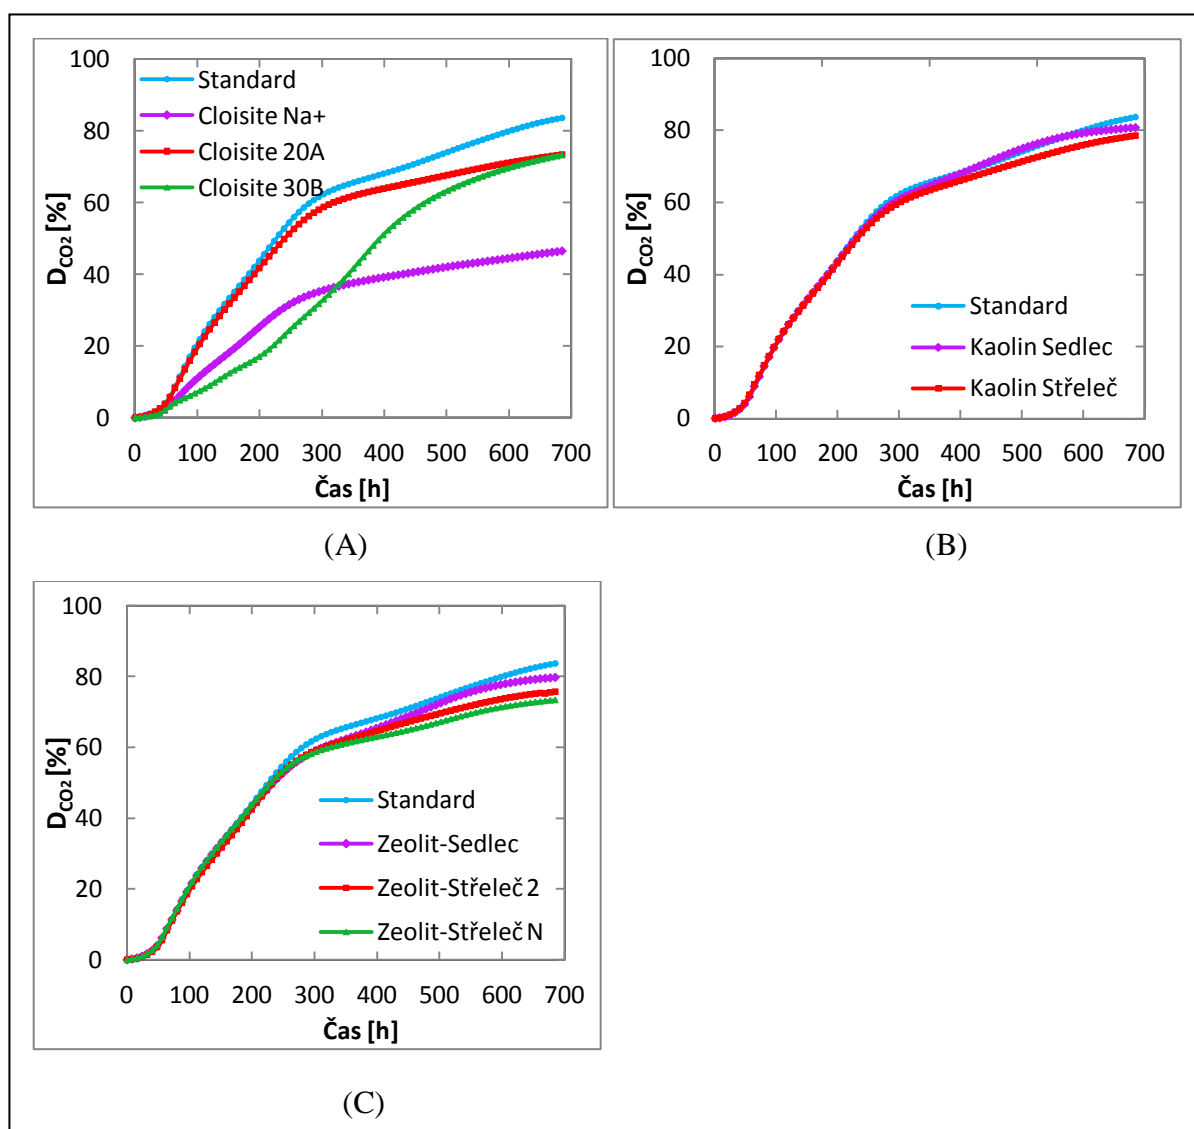 100
80
60
40
20
0
D_CO2 [%]
Standard
Cloisite Na+
Cloisite 20A
Cloisite 30B
0 100 200 300 400 500 600 700
Čas [h]
(A)
100
80
60
40
20
0
D_CO2 [%]
Standard
Kaolin Sedlec
Kaolin Střeleč
0 100 200 300 400 500 600 700
Čas [h]
(B)
100
80
60
40
20
0
D_CO2 [%]
Standard
Zeolit-Sedlec
Zeolit-Střeleč 2
Zeolit-Střeleč N
0 100 200 300 400 500 600 700
Čas [h]
(C)